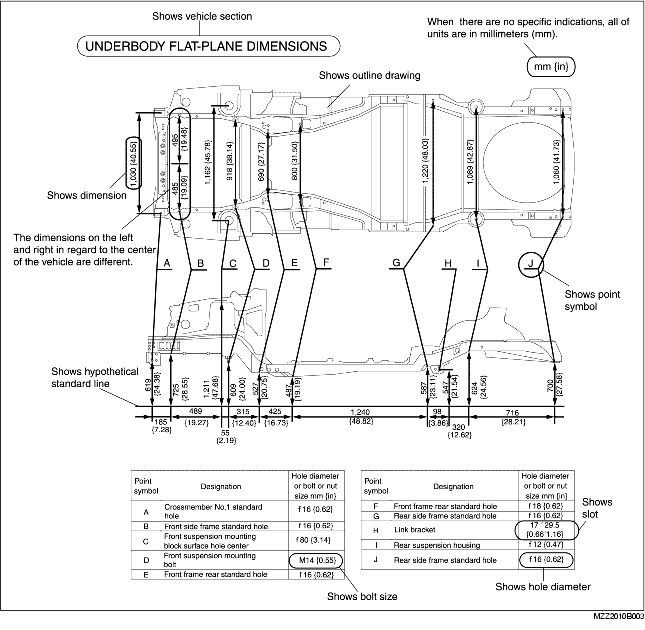 Shows vehicle section
When there are no specific indications, all of
units are in millimeters (mm).
UNDERBODY FLAT-PLANE DIMENSIONS
mm {in}
Shows outline drawing
1,030 {40.55}
495
{19.48}
485
{19.09}
1,162 {45.78}
918 {38.14}
690 {27.17}
800 {31.50}
1,220 {48.03}
1,089 {42.87}
1,060 {41.73}
Shows dimension
The dimensions on the left
and right in regard to the center
of the vehicle are different.
A
B
C
D
E
F
G
H
I
J
Shows point
symbol
Shows hypothetical
standard line
619
{24.38}
725
{28.55}
1,211
{47.68}
609
{24.00}
527
{20.75}
487
{19.19}
587
{23.11}
547
{21.54}
624
{24.56}
700
{27.58}
185
{7.28}
489
{19.27}
55
{2.19}
315
{12.40}
425
{16.73}
1,240
{48.82}
98
{3.86}
320
{12.62}
716
{28.21}
Point
symbol
Designation
Hole diameter
or bolt or nut
size mm {in}
A
Crossmember No,1 standard
hole
f 16 {0.62}
B
Front side frame standard hole
f 16 {0.62}
C
Front suspension mounting
block surface hole center
f 80 {3.14}
D
Front suspension mounting
bolt
M14 {0.55}
E
Front frame rear standard hole
f 16 {0.62}
Shows bolt size
Point
symbol
Designation
Hole diameter
or bolt or nut
size mm {in}
F
Front frame rear standard hole
f 18 {0.62}
G
Rear side frame standard hole
f 16 {0.62}
H
Link bracket
17 ´ 29.5
{0.66´1.16}
I
Rear suspension housing
f 12 {0.47}
J
Rear side frame standard hole
f 16 {0.62}
Shows
slot
Shows hole diameter
MZZ2010B003